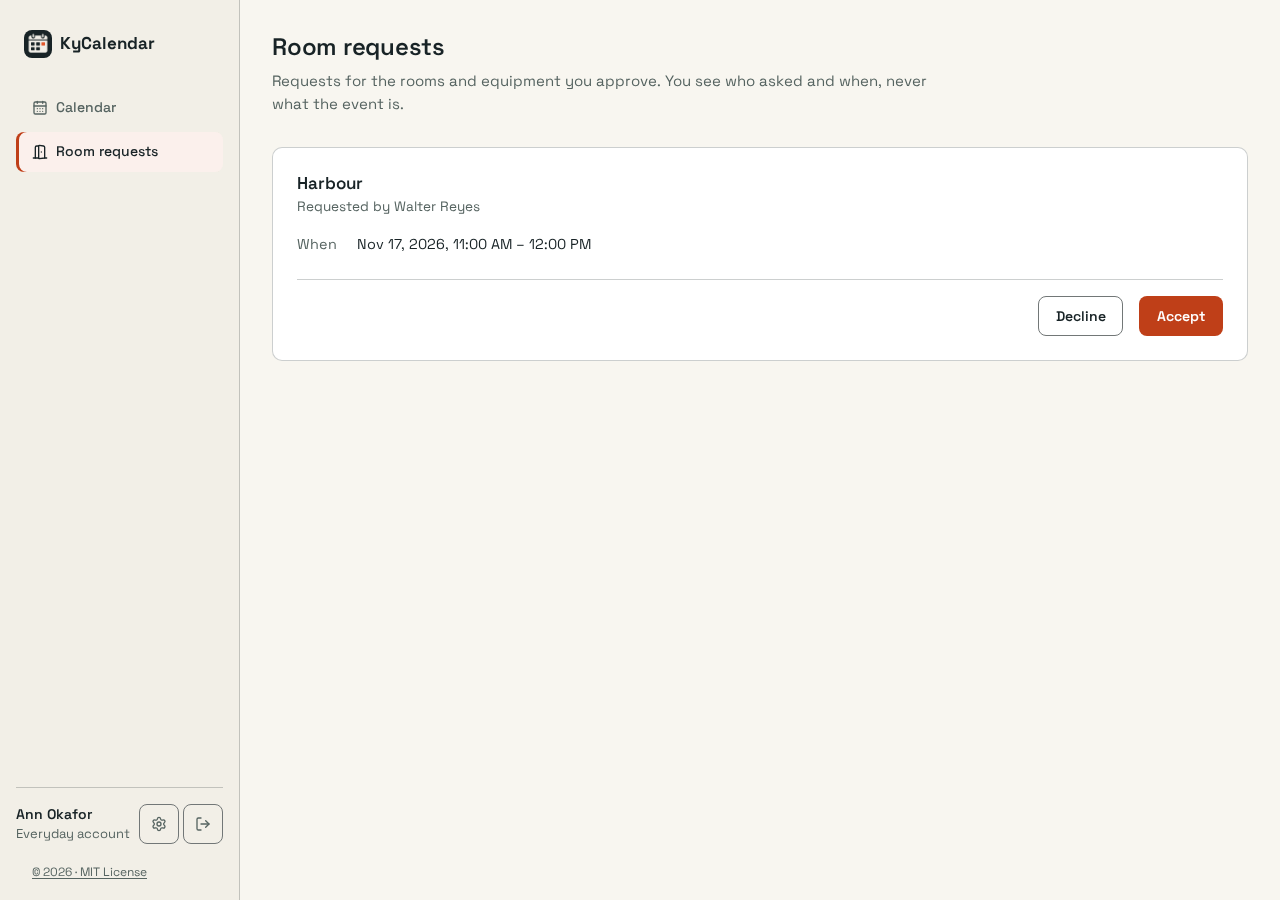 KyCalendar
Calendar
Room requests
Ann Okafor
Everyday account
© 2026 · MIT License
Room requests
Requests for the rooms and equipment you approve. You see who asked and when, never
what the event is.
Harbour
Requested by Walter Reyes
When Nov 17, 2026, 11:00 AM – 12:00 PM
Decline Accept